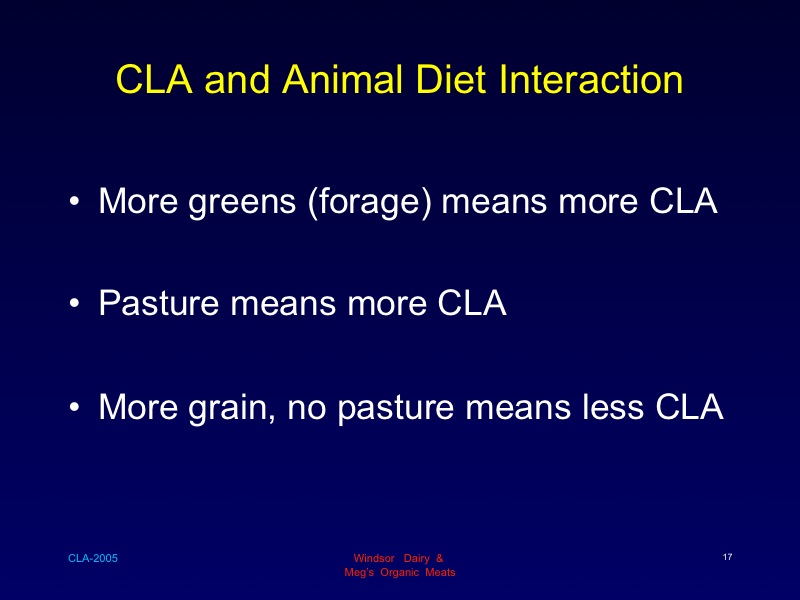 CLA and Animal Diet Interaction
• More greens (forage) means more CLA
• Pasture means more CLA
• More grain, no pasture means less CLA
CLA-2005
Windsor Dairy &
Meg's Organic Meats
17